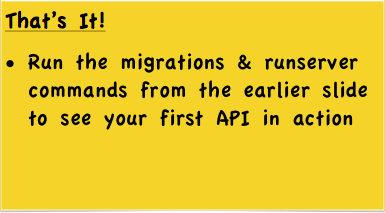 That's It!
• Run the migrations & runserver
commands from the earlier slide
to see your first API in action